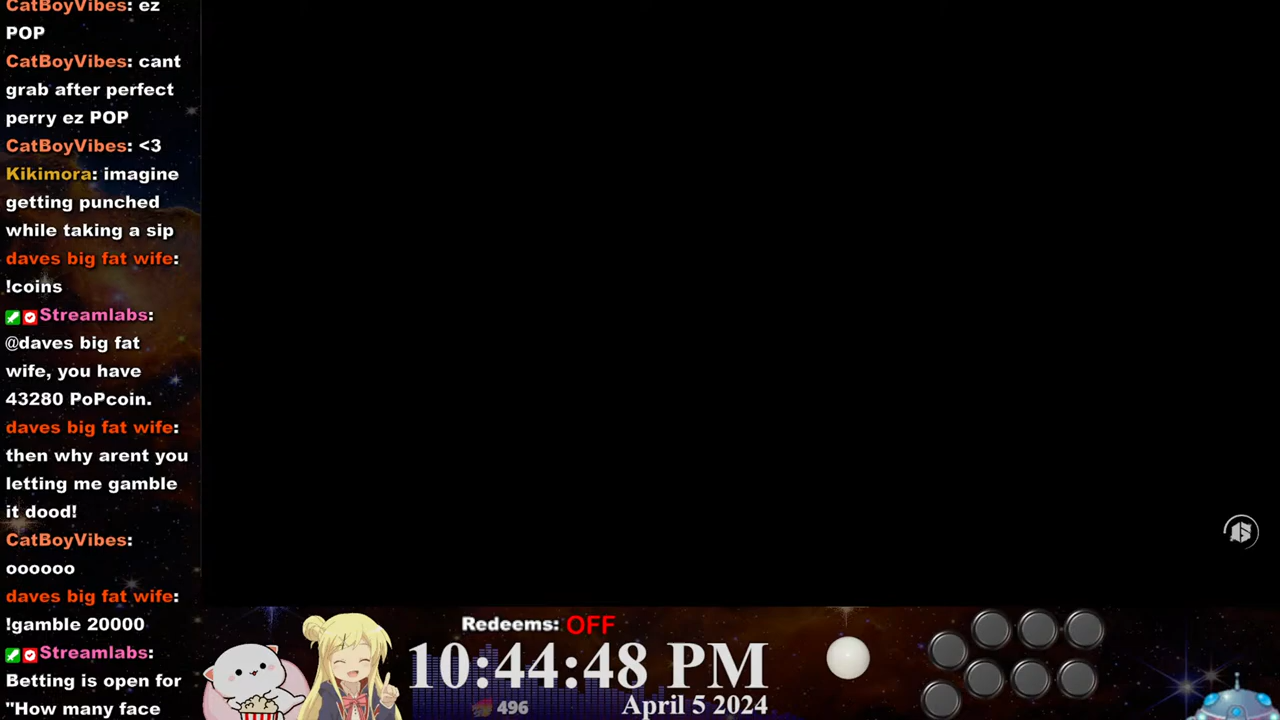 CatBoyVibes: ez
POP
CatBoyVibes: cant
grab after perfect
perry ez POP
CatBoyVibes: <3
Kikimora: imagine
getting punched
while taking a sip
daves big fat wife:
!coins
Streamlabs:
@daves big fat
wife, you have
43280 PoPcoin.
daves big fat wife:
then why arent you
letting me gamble
it dood!
CatBoyVibes:
oooooo
daves big fat wife:
!gamble 20000
Streamlabs:
Betting is open for
"How many face
Redeems: OFF
10:44:48 PM
496
April 5 2024